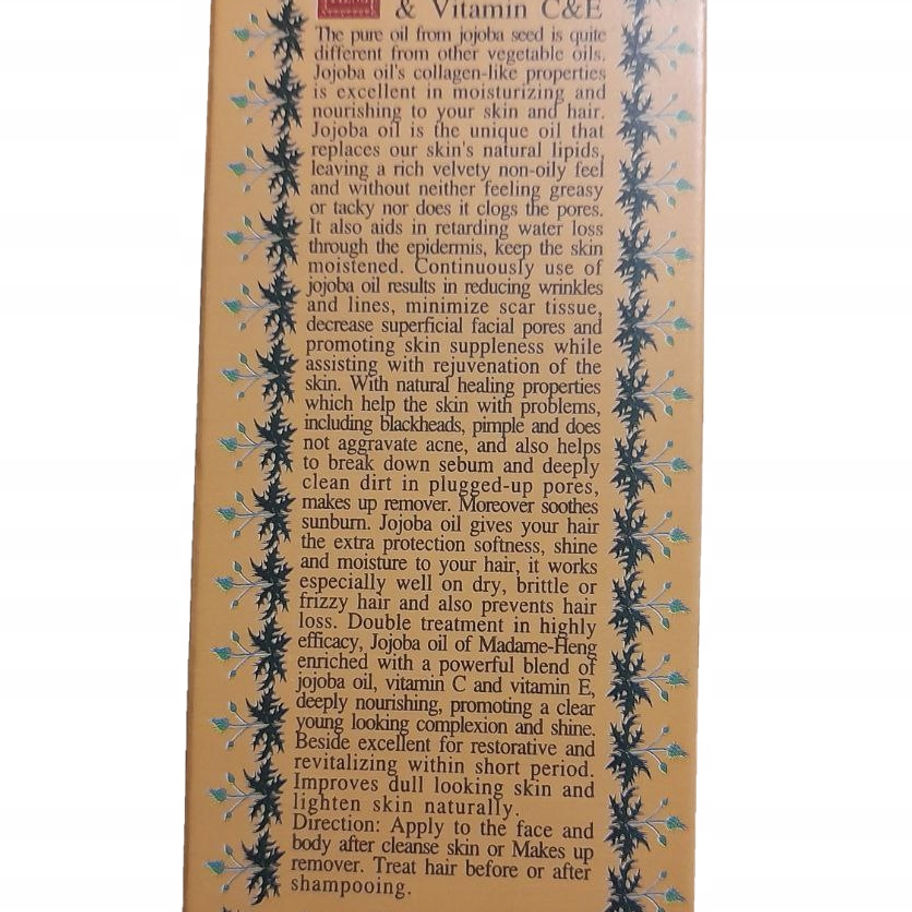 & Vitamin C&E
The pure oil from jojoba seed is quite
different from other vegetable oils.
Jojoba oil's collagen-like properties
is excellent in moisturizing and
nourishing to your skin and hair.
Jojoba oil is the unique oil that
replaces our skin's natural lipids,
leaving a rich velvety non-oily feel
and without neither feeling greasy
or tacky nor does it clogs the pores.
It also aids in retarding water loss
through the epidermis, keep the skin
moistened. Continuously use of
jojoba oil results in reducing wrinkles
and lines, minimize scar tissue,
decrease superficial facial pores and
promoting skin suppleness while
assisting with rejuvenation of the
skin. With natural healing properties
which help the skin with problems,
including blackheads, pimple and does
not aggravate acne, and also helps
to break down sebum and deeply
clean dirt in plugged-up pores,
makes up remover. Moreover soothes
sunburn. Jojoba oil gives your hair
the extra protection softness, shine
and moisture to your hair, it works
especially well on dry, brittle or
frizzy hair and also prevents hair
loss. Double treatment in highly
efficacy, Jojoba oil of Madame-Heng
enriched with a powerful blend of
jojoba oil, vitamin C and vitamin E,
deeply nourishing, promoting a clear
young looking complexion and shine.
Beside excellent for restorative and
revitalizing within short period.
Improves dull looking skin and
lighten skin naturally.
Direction: Apply to the face and
body after cleanse skin or Makes up
remover. Treat hair before or after
shampooing.